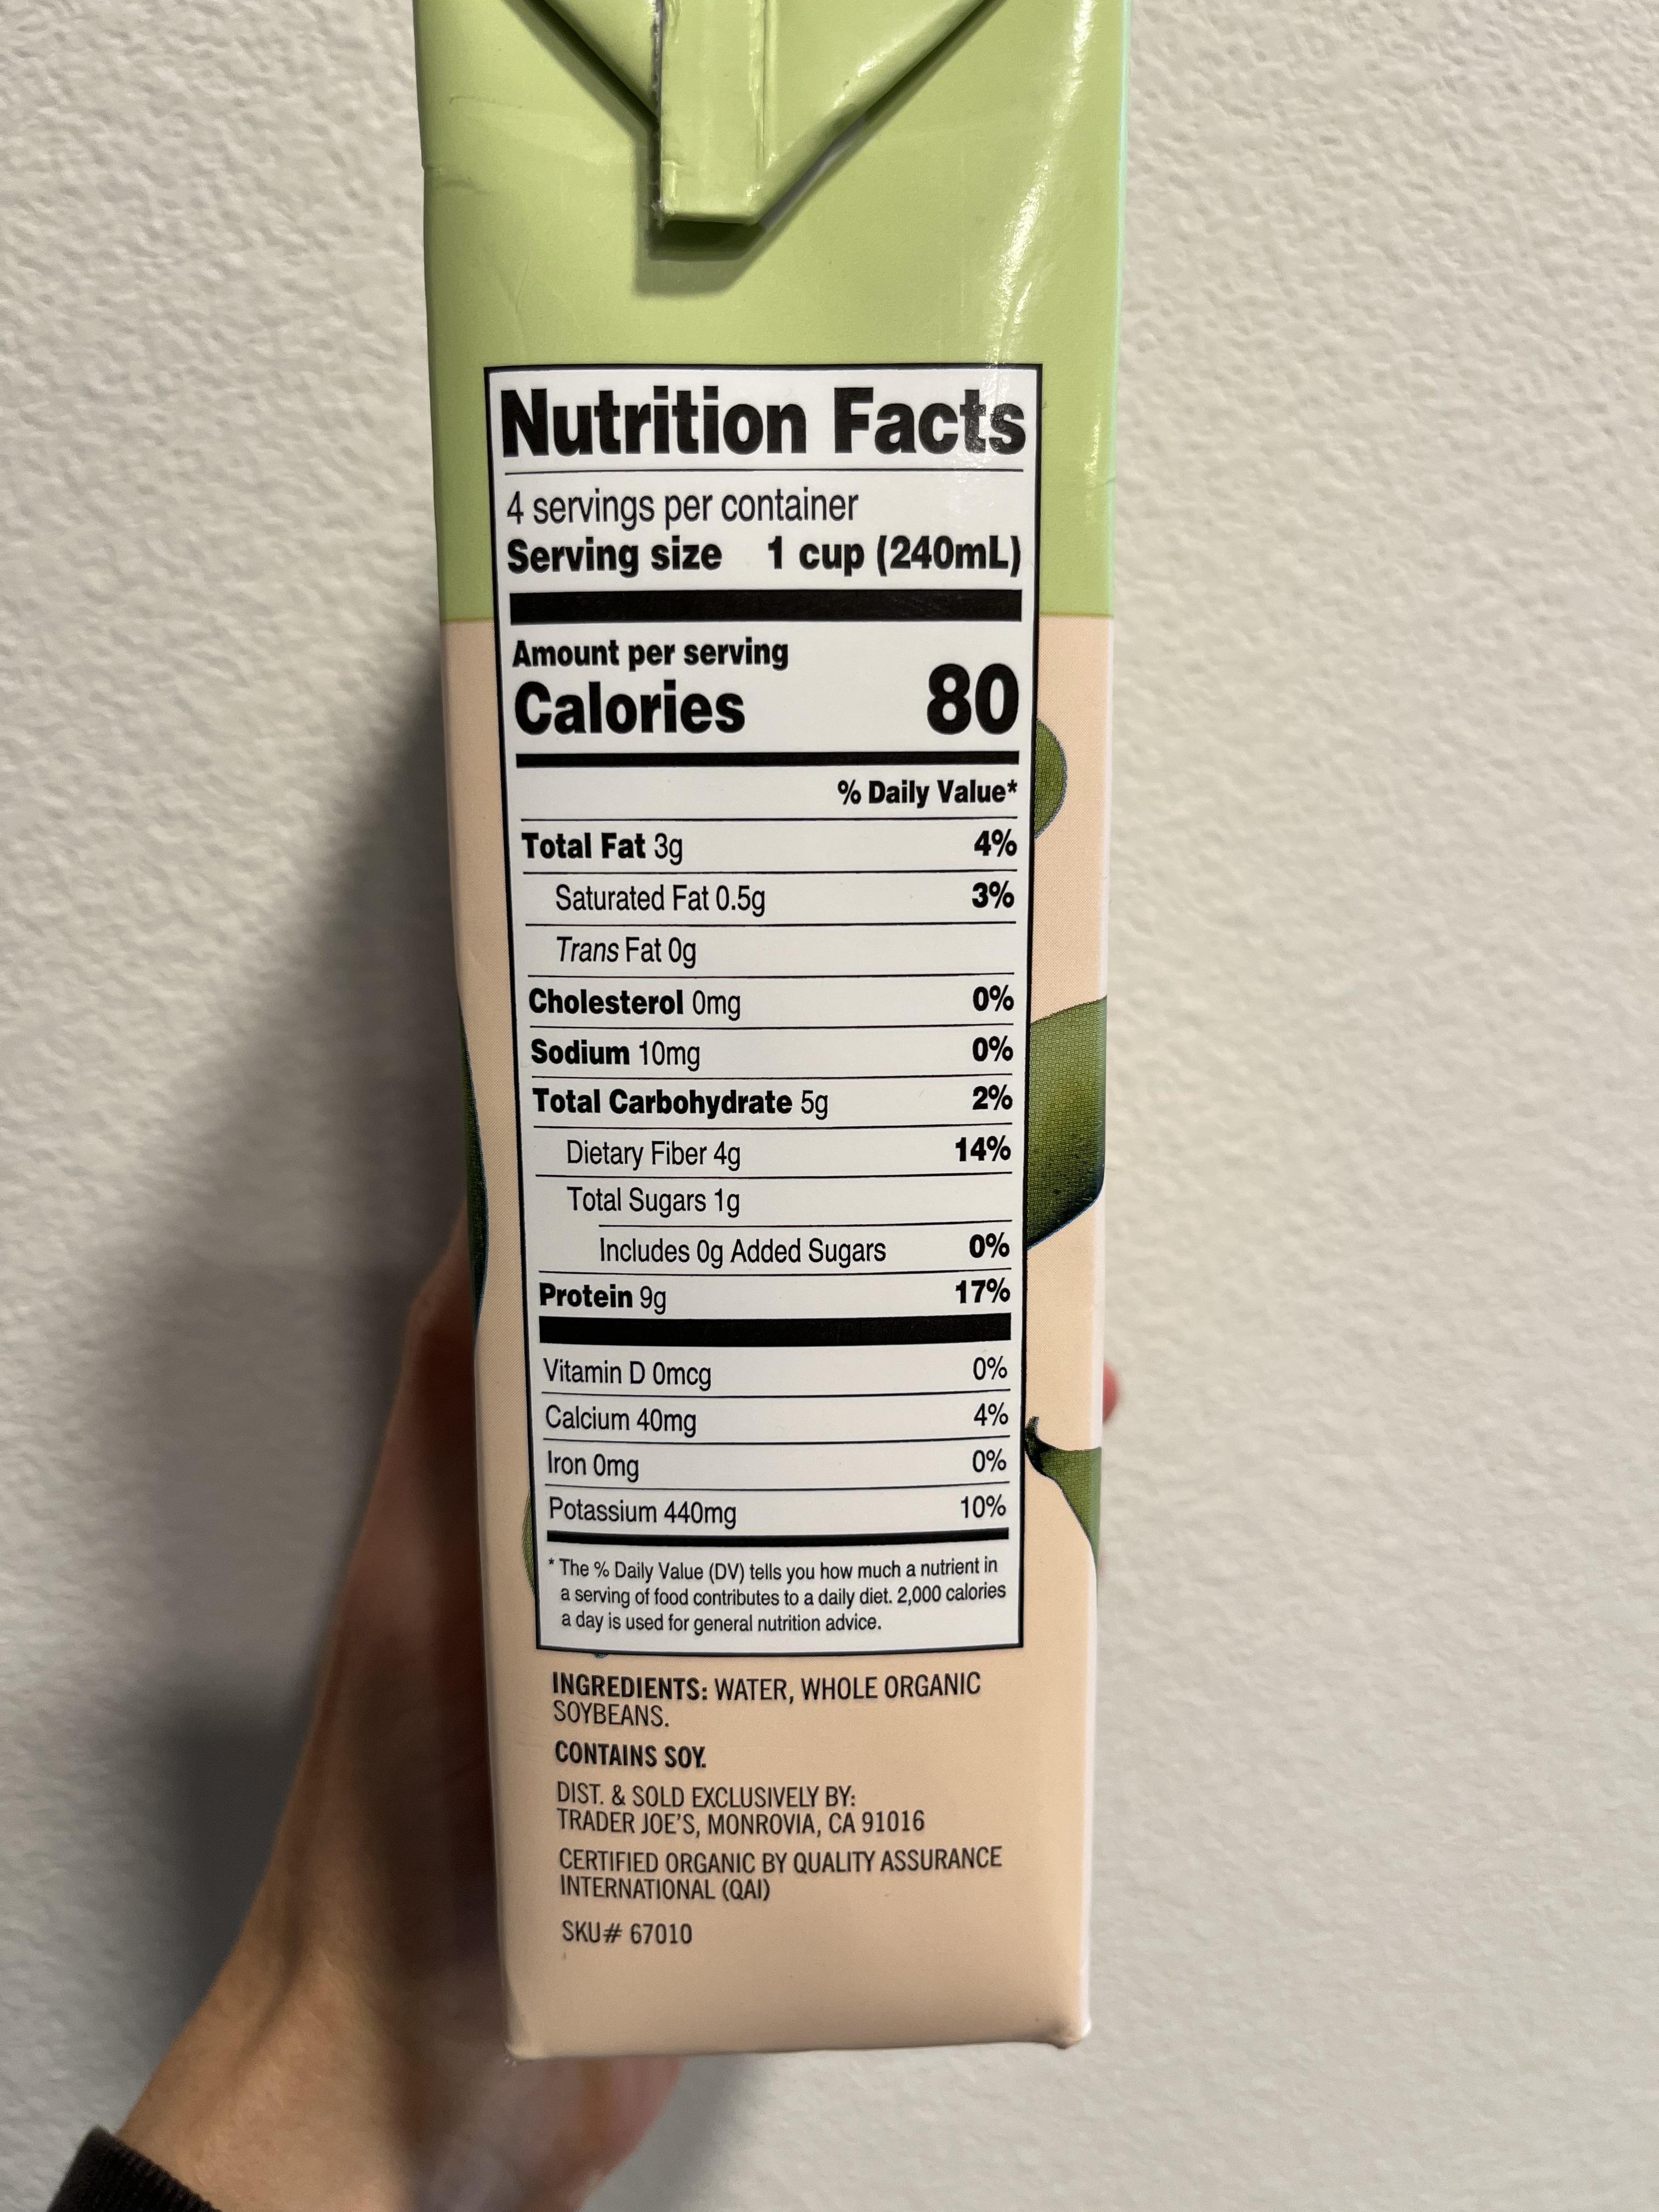 Nutrition Facts
4 servings per container
Serving size 1 cup (240mL)
Amount per serving
Calories 80
% Daily Value*
Total Fat 3g 4%
Saturated Fat 0.5g 3%
Trans Fat 0g
Cholesterol 0mg 0%
Sodium 10mg 0%
Total Carbohydrate 5g 2%
Dietary Fiber 4g 14%
Total Sugars 1g
Includes 0g Added Sugars 0%
Protein 9g 17%
Vitamin D 0mcg 0%
Calcium 40mg 4%
Iron 0mg 0%
Potassium 440mg 10%
* The % Daily Value (DV) tells you how much a nutrient in
a serving of food contributes to a daily diet. 2,000 calories
a day is used for general nutrition advice.
INGREDIENTS: WATER, WHOLE ORGANIC
SOYBEANS.
CONTAINS SOY.
DIST. & SOLD EXCLUSIVELY BY:
TRADER JOE'S, MONROVIA, CA 91016
CERTIFIED ORGANIC BY QUALITY ASSURANCE
INTERNATIONAL (QAI)
SKU# 67010